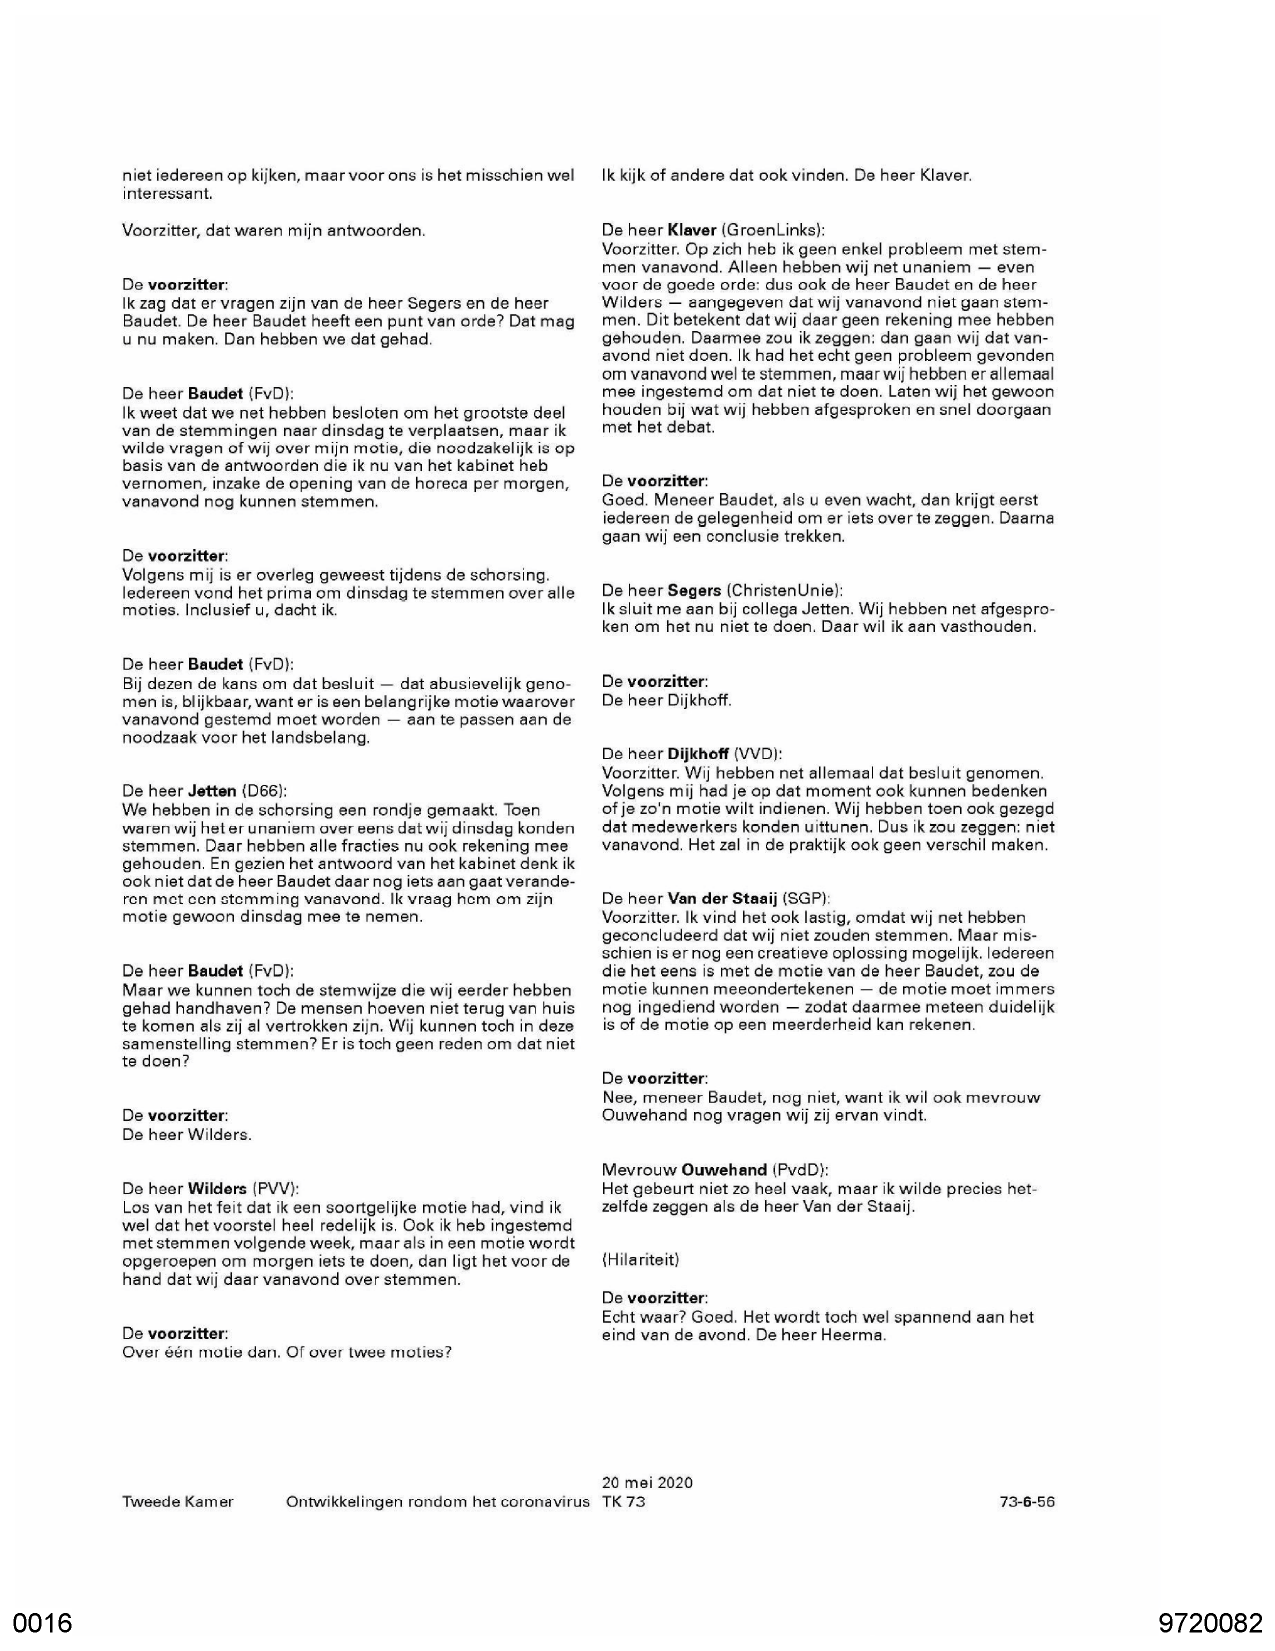 niet iedereen op kijken, maar voor ons is het misschien wel
interessant.
Voorzitter, dat waren mijn antwoorden.
De voorzitter:
Ik zag dat er vragen zijn van de heer Segers en de heer
Baudet. De heer Baudet heeft een punt van orde? Dat mag
u nu maken. Dan hebben we dat gehad.
De heer Baudet (FvD):
Ik weet dat we net hebben besloten om het grootste deel
van de stemmingen naar dinsdag te verplaatsen, maar ik
wilde vragen of wij over mijn motie, die noodzakelijk is op
basis van de antwoorden die ik nu van het kabinet heb
vernomen, inzake de opening van de horeca per morgen,
vanavond nog kunnen stemmen.
De voorzitter:
Volgens mij is er overleg geweest tijdens de schorsing.
Iedereen vond het prima om dinsdag te stemmen over alle
moties. Inclusief u, dacht ik.
De heer Baudet (FvD):
Bij dezen de kans om dat besluit — dat abusievelijk geno-
men is, blijkbaar, want er is een belangrijke motie waarover
vanavond gestemd moet worden — aan te passen aan de
noodzaak voor het landsbelang.
De heer Jetten (D66):
We hebben in de schorsing een rondje gemaakt. Toen
waren wij het er unaniem over eens dat wij dinsdag konden
stemmen. Daar hebben alle fracties nu ook rekening mee
gehouden. En gezien het antwoord van het kabinet denk ik
ook niet dat de heer Baudet daar nog iets aan gaat verande-
ren met een stemming vanavond. Ik vraag hem om zijn
motie gewoon dinsdag mee te nemen.
De heer Baudet (FvD):
Maar we kunnen toch de stemwijze die wij eerder hebben
gehad handhaven? De mensen hoeven niet terug van huis
te komen als zij al vertrokken zijn. Wij kunnen toch in deze
samenstelling stemmen? Er is toch geen reden om dat niet
te doen?
De voorzitter:
De heer Wilders.
De heer Wilders (PVV):
Los van het feit dat ik een soortgelijke motie had, vind ik
wel dat het voorstel heel redelijk is. Ook ik heb ingestemd
met stemmen volgende week, maar als in een motie wordt
opgeroepen om morgen iets te doen, dan ligt het voor de
hand dat wij daar vanavond over stemmen.
De voorzitter:
Over één motie dan. Of over twee moties?
Ik kijk of andere dat ook vinden. De heer Klaver.
De heer Klaver (GroenLinks):
Voorzitter. Op zich heb ik geen enkel probleem met stem-
men vanavond. Alleen hebben wij net unaniem — even
voor de goede orde: dus ook de heer Baudet en de heer
Wilders — aangegeven dat wij vanavond niet gaan stem-
men. Dit betekent dat wij daar geen rekening mee hebben
gehouden. Daarmee zou ik zeggen: dan gaan wij dat van-
avond niet doen. Ik had het echt geen probleem gevonden
om vanavond wel te stemmen, maar wij hebben er allemaal
mee ingestemd om dat niet te doen. Laten wij het gewoon
houden bij wat wij hebben afgesproken en snel doorgaan
met het debat.
De voorzitter:
Goed. Meneer Baudet, als u even wacht, dan krijgt eerst
iedereen de gelegenheid om er iets over te zeggen. Daarna
gaan wij een conclusie trekken.
De heer Segers (ChristenUnie):
Ik sluit me aan bij collega Jetten. Wij hebben net afgespro-
ken om het nu niet te doen. Daar wil ik aan vasthouden.
De voorzitter:
De heer Dijkhoff.
De heer Dijkhoff (VVD):
Voorzitter. Wij hebben net allemaal dat besluit genomen.
Volgens mij had je op dat moment ook kunnen bedenken
of je zo'n motie wilt indienen. Wij hebben toen ook gezegd
dat medewerkers konden uittunen. Dus ik zou zeggen: niet
vanavond. Het zal in de praktijk ook geen verschil maken.
De heer Van der Staaij (SGP):
Voorzitter. Ik vind het ook lastig, omdat wij net hebben
geconcludeerd dat wij niet zouden stemmen. Maar mis-
schien is er nog een creatieve oplossing mogelijk. Iedereen
die het eens is met de motie van de heer Baudet, zou de
motie kunnen meeondertekenen — de motie moet immers
nog ingediend worden — zodat daarmee meteen duidelijk
is of de motie op een meerderheid kan rekenen.
De voorzitter:
Nee, meneer Baudet, nog niet, want ik wil ook mevrouw
Ouwehand nog vragen wij zij ervan vindt.
Mevrouw Ouwehand (PvdD):
Het gebeurt niet zo heel vaak, maar ik wilde precies het-
zelfde zeggen als de heer Van der Staaij.
(Hilariteit)
De voorzitter:
Echt waar? Goed. Het wordt toch wel spannend aan het
eind van de avond. De heer Heerma.
20 mei 2020
Tweede Kamer Ontwikkelingen rondom het coronavirus TK 73 73-6-56
0016 9720082